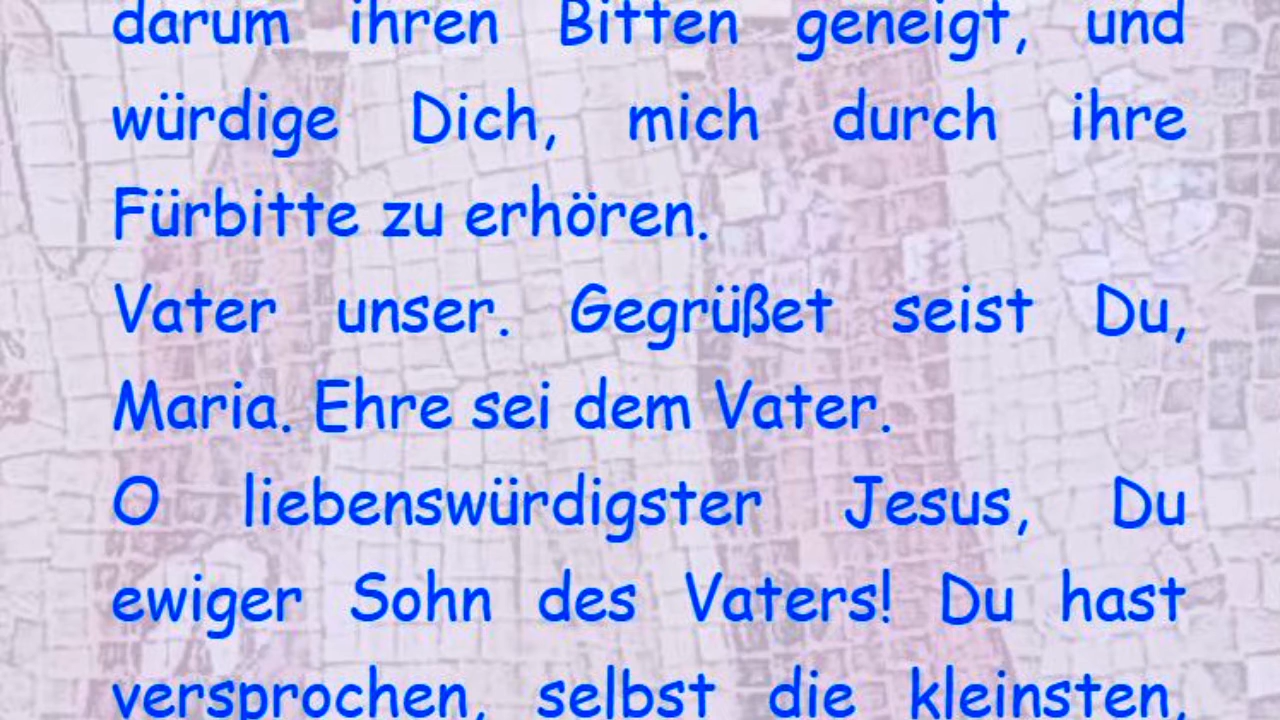 darum ihren Bitten geneigt, und
würdige Dich, mich durch ihre
Fürbitte zu erhören.
Vater unser. Gegrüßet seist Du,
Maria. Ehre sei dem Vater.
O liebenswürdigster Jesus, Du
ewiger Sohn des Vaters! Du hast
versprochen, selbst die kleinsten,